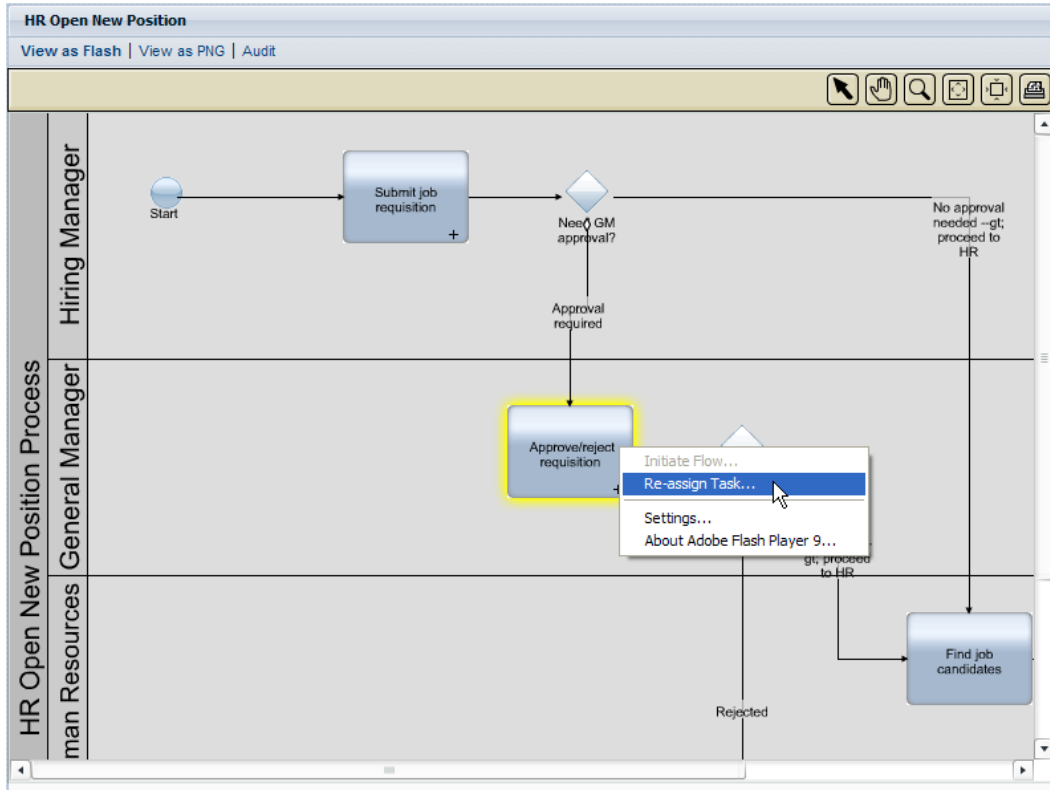 HR Open New Position
View as Flash | View as PNG | Audit
HR Open New Position Process
Hiring Manager
Start
Submit job
requisition
+
Need GM
approval?
No approval
needed --gt;
proceed to
HR
Approval
required
General Manager
Approve/reject
requisition
Initiate Flow...
Re-assign Task...
Settings...
About Adobe Flash Player 9...
gt; proceed
to HR
man Resources
Find job
candidates
Rejected